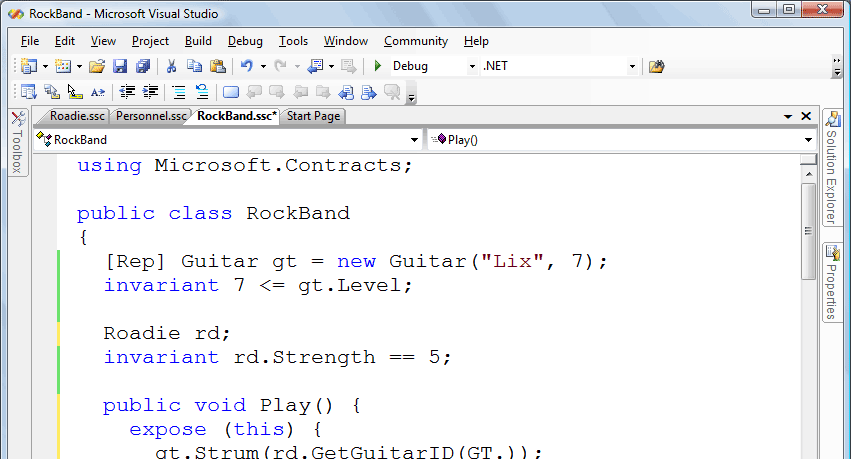 RockBand - Microsoft Visual Studio
File Edit View Project Build Debug Tools Window Community Help
Debug .NET
A»
Roadie.ssc Personnel.ssc RockBand.ssc* Start Page
RockBand Play()
Toolbox
Solution Explorer
Properties
using Microsoft.Contracts;
public class RockBand
{
[Rep] Guitar gt = new Guitar("Lix", 7);
invariant 7 <= gt.Level;
Roadie rd;
invariant rd.Strength == 5;
public void Play() {
expose (this) {
gt.Strum(rd.GetGuitarID(GT.));